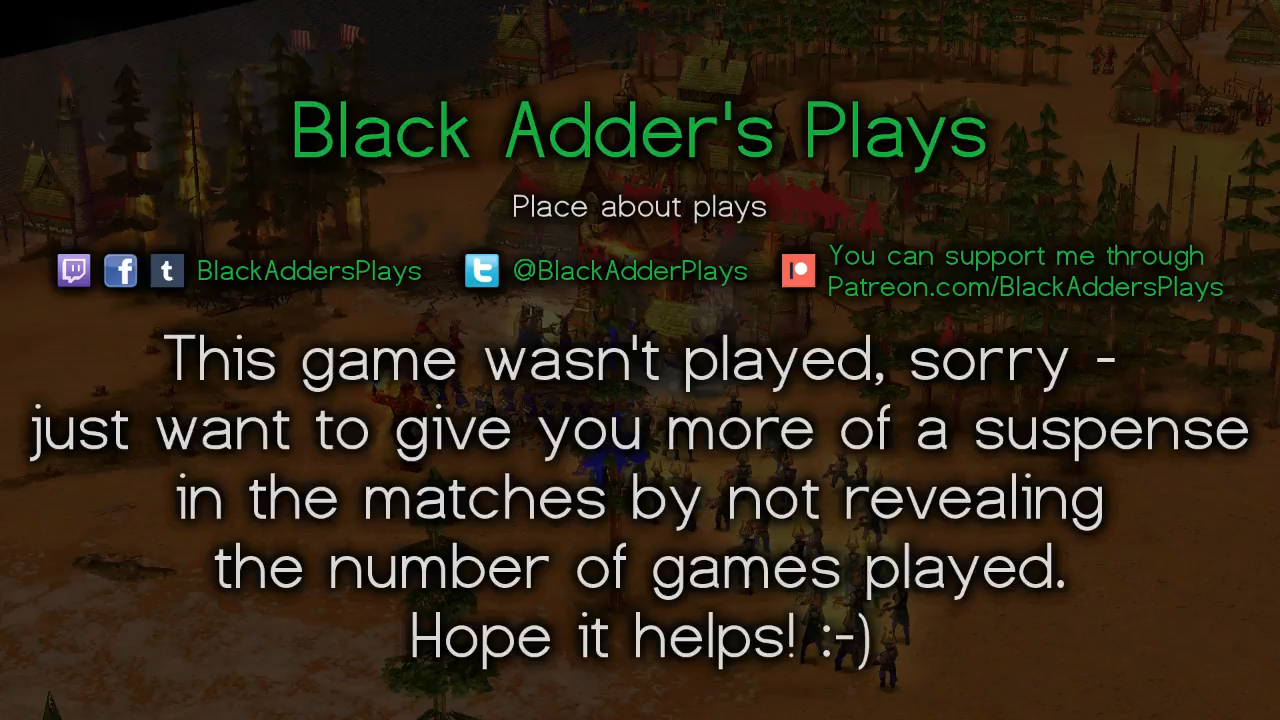 Black Adder's Plays
Place about plays
BlackAddersPlays
@BlackAdderPlays
You can support me through
Patreon.com/BlackAddersPlays
This game wasn't played, sorry -
just want to give you more of a suspense
in the matches by not revealing
the number of games played.
Hope it helps! :-)